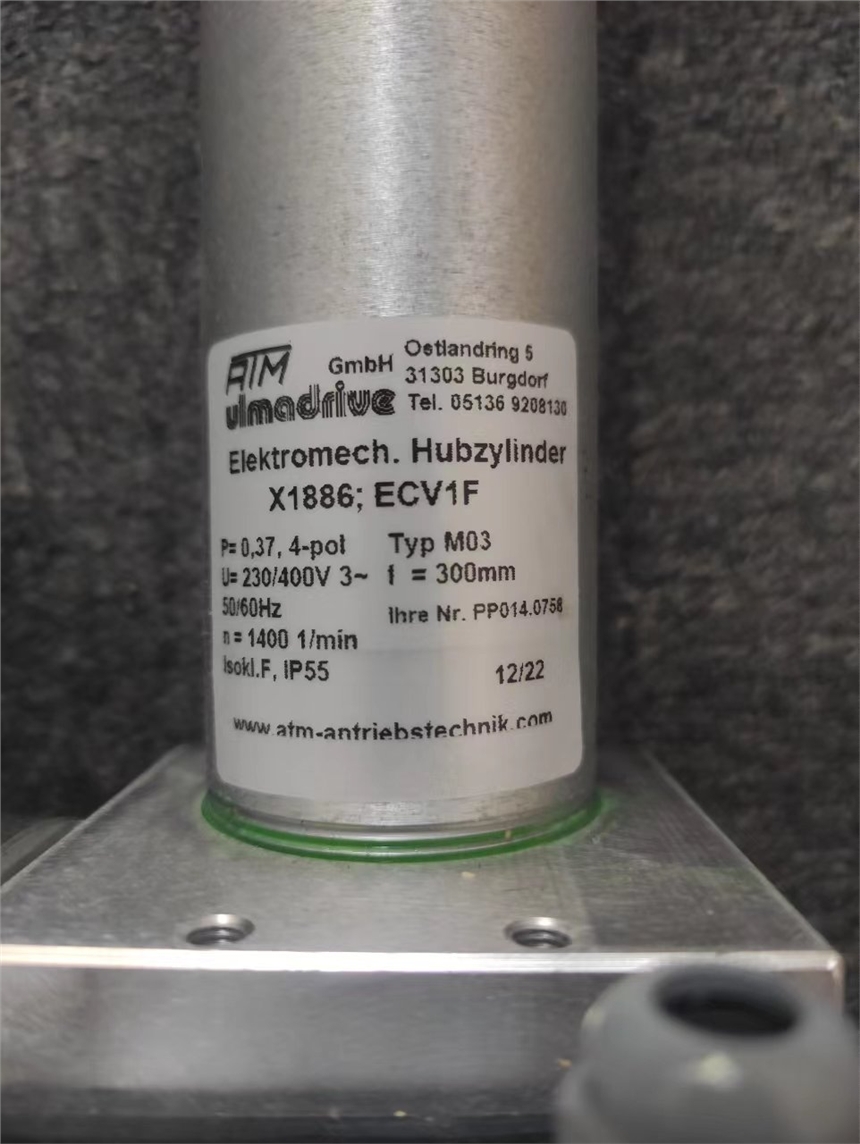 ATM GmbH Ostlandring 5
ulmadrive 31303 Burgdorf
Tel. 05136 9208130
Elektromech. Hubzylinder
X1886; ECV1F
P= 0,37, 4-pol Typ M03
U= 230/400V 3~ f = 300mm
50/60Hz Ihre Nr. PP014.0758
n = 1400 1/min
Isokl.F, IP55 12/22
www.atm-antriebstechnik.com